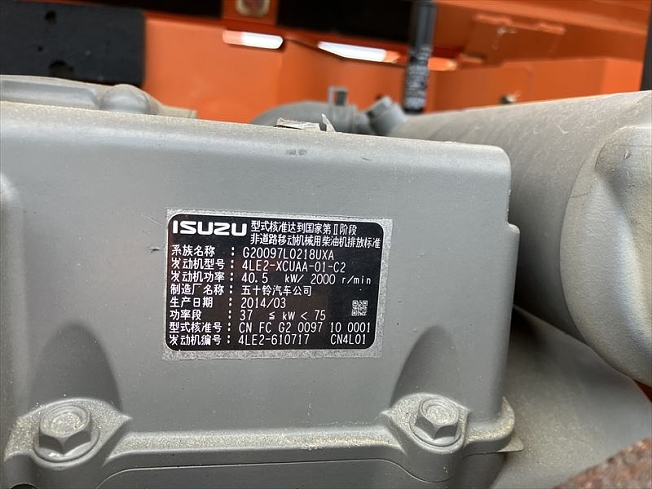 ISUZU 型式核准达到国家第Ⅱ阶段
非道路移动机械用柴油机排放标准
系族名称：G20097L0218UXA
发动机型号：4LE2-XCUAA-01-C2
发动机功率：40.5 kW/ 2000 r/min
制造厂名称：五十铃汽车公司
生产日期：2014/03
功率段：37 ≤ kW < 75
型式核准号：CN FC G2 0097 10 0001
发动机编号：4LE2-610717 CN4L01